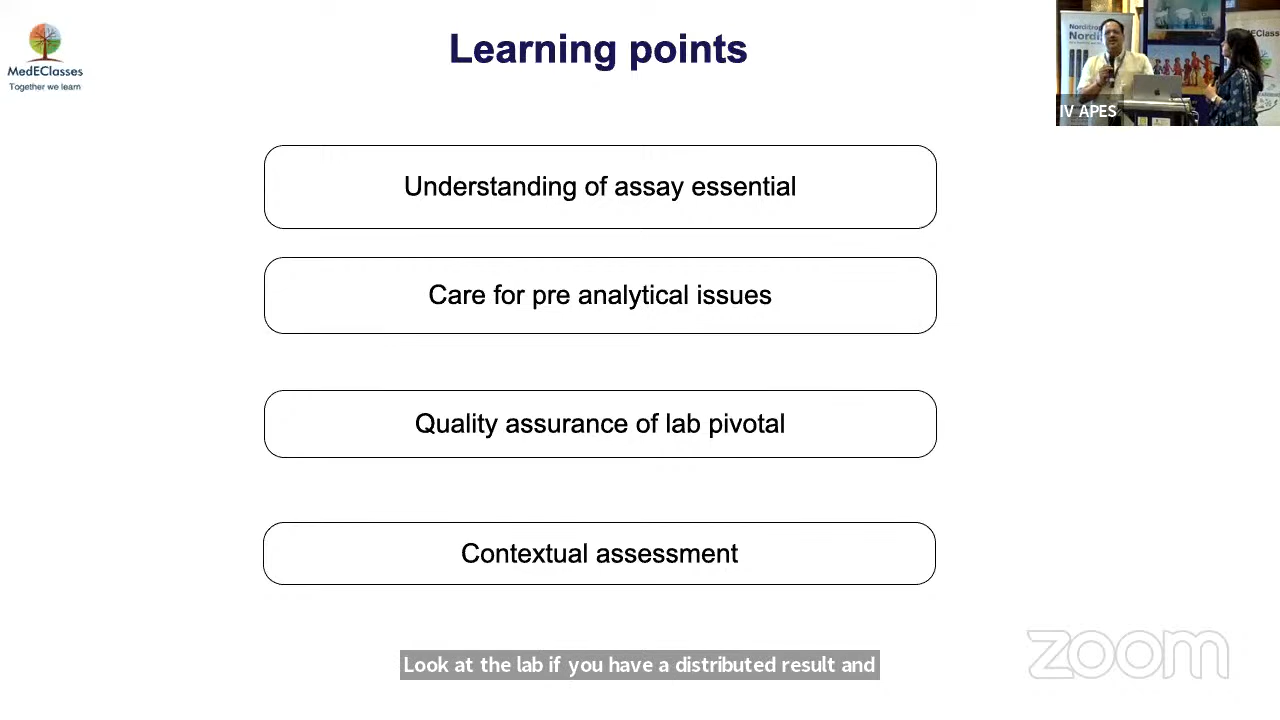 MedEClasses
Together we learn
Learning points
IV APES
Understanding of assay essential
Care for pre analytical issues
Quality assurance of lab pivotal
Contextual assessment
Look at the lab if you have a distributed result and
zoom